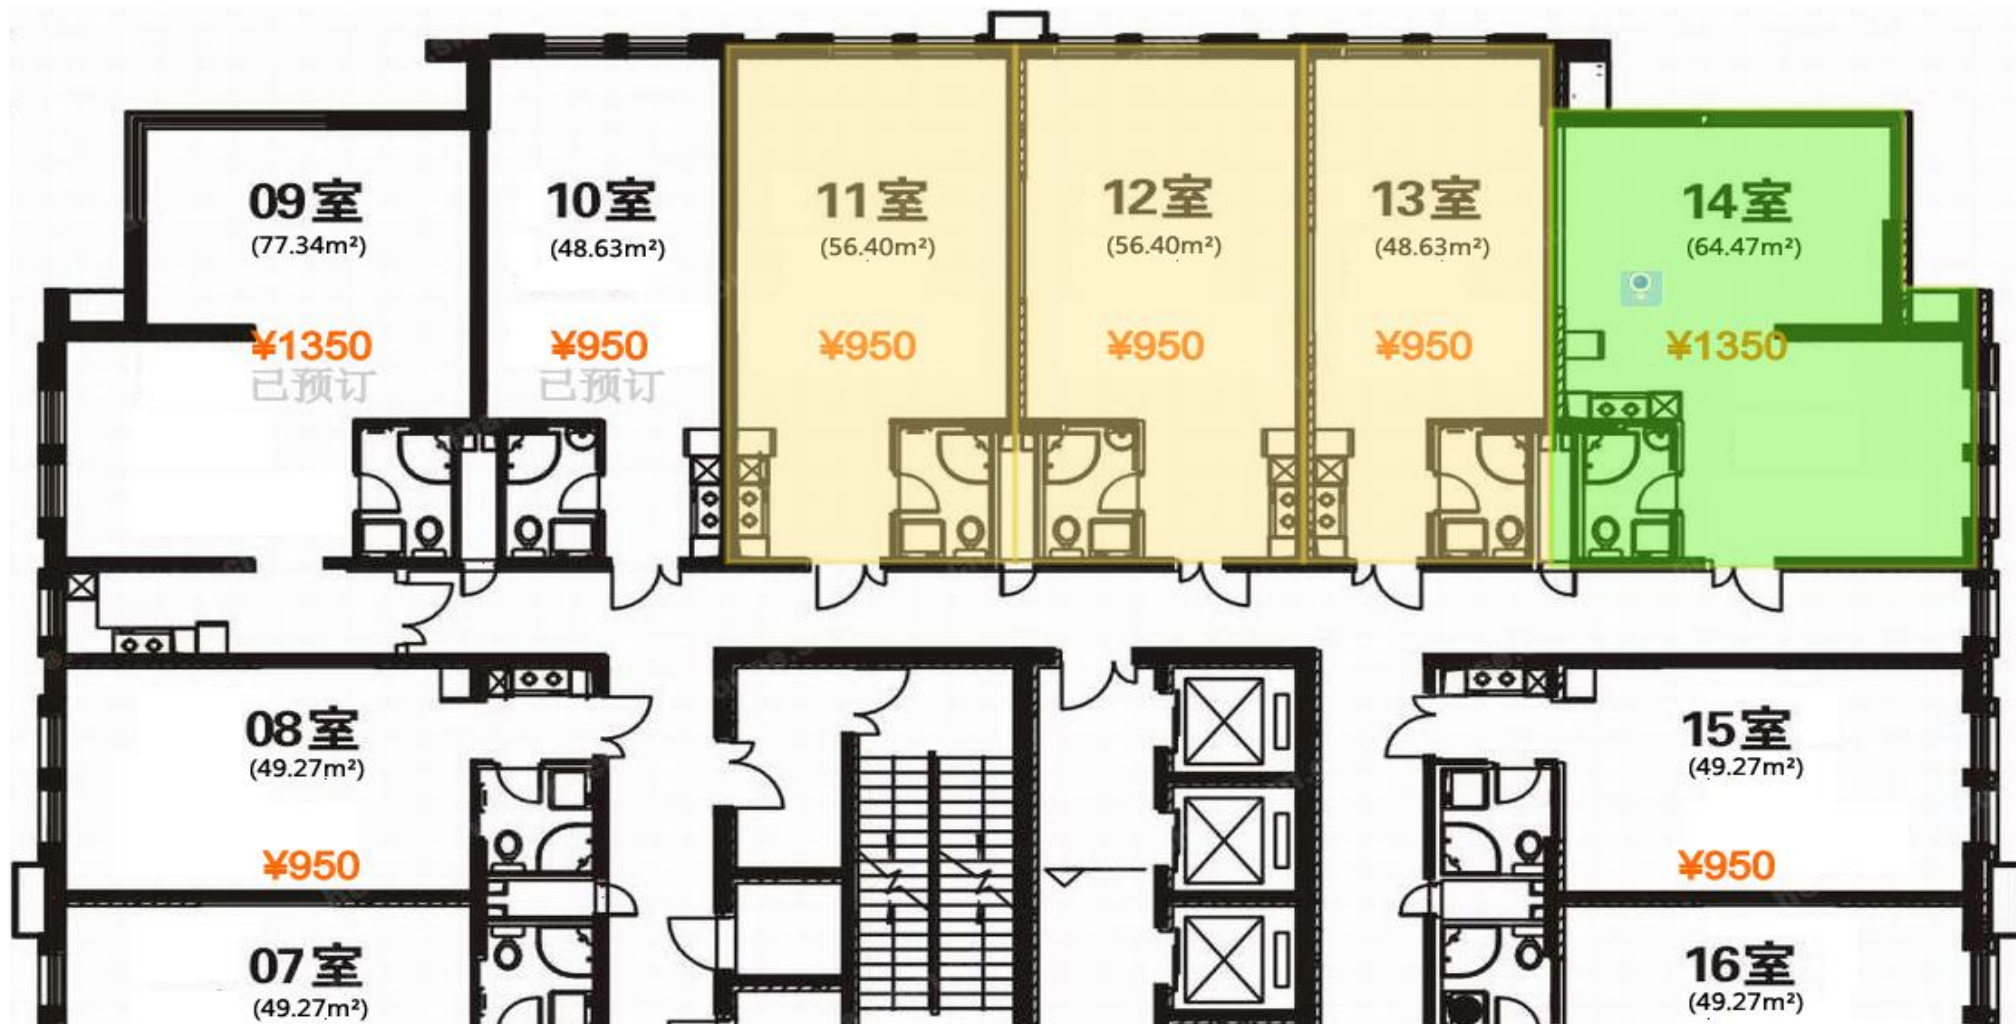 09室
(77.34m²)
¥1350
已预订
10室
(48.63m²)
¥950
已预订
11室
(56.40m²)
¥950
12室
(56.40m²)
¥950
13室
(48.63m²)
¥950
14室
(64.47m²)
¥1350
08室
(49.27m²)
¥950
15室
(49.27m²)
¥950
07室
(49.27m²)
16室
(49.27m²)